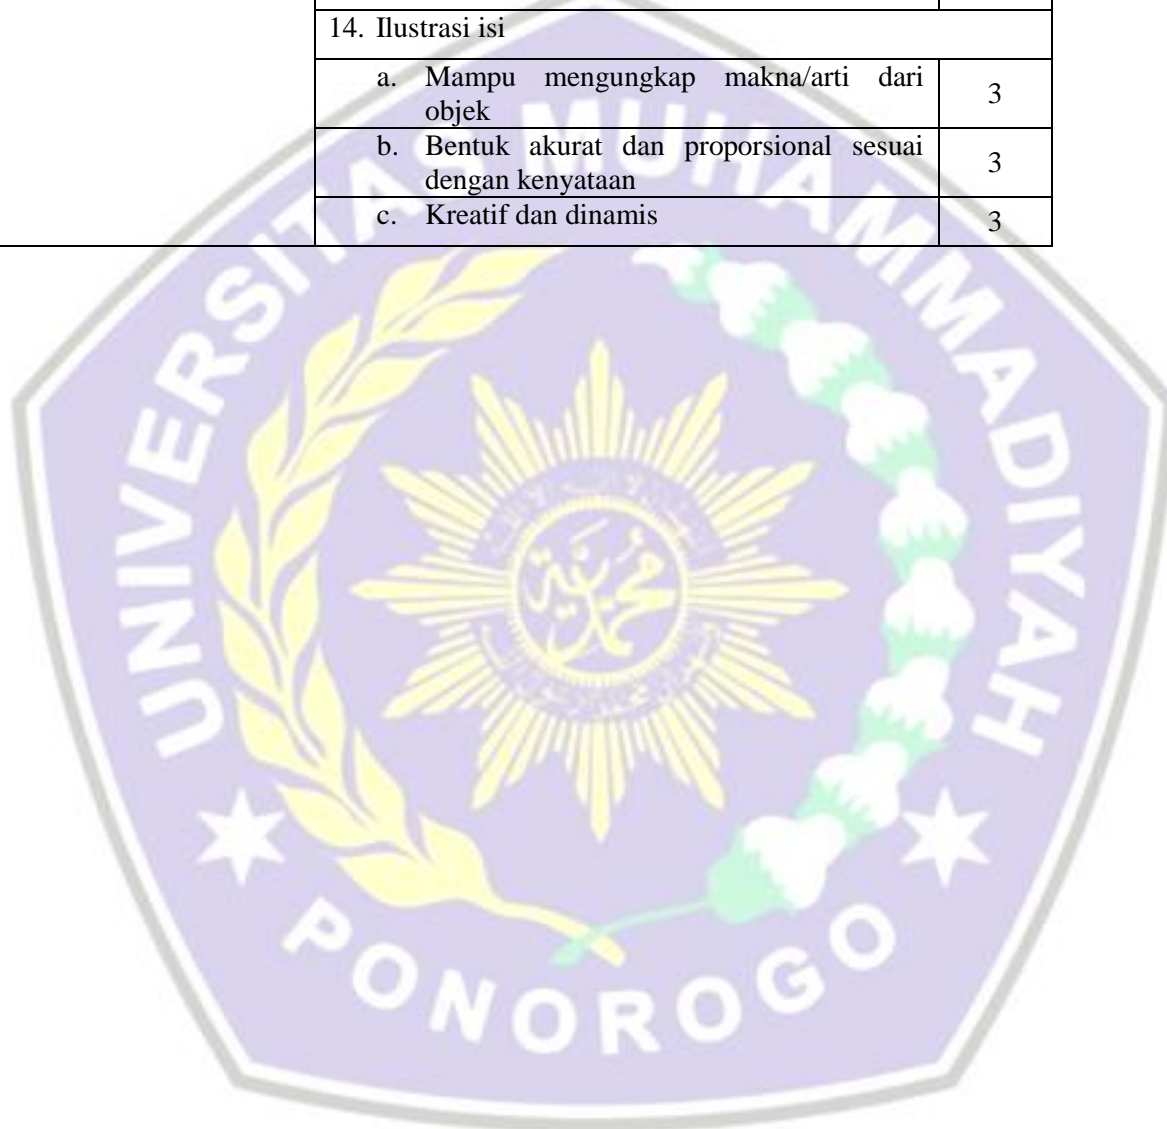 14. Ilustrasi isi
a. Mampu mengungkap makna/arti dari
objek
3
b. Bentuk akurat dan proporsional sesuai
dengan kenyataan
3
c. Kreatif dan dinamis
3
UNIVERSITAS MUHAMMADIYAH
PONOROGO